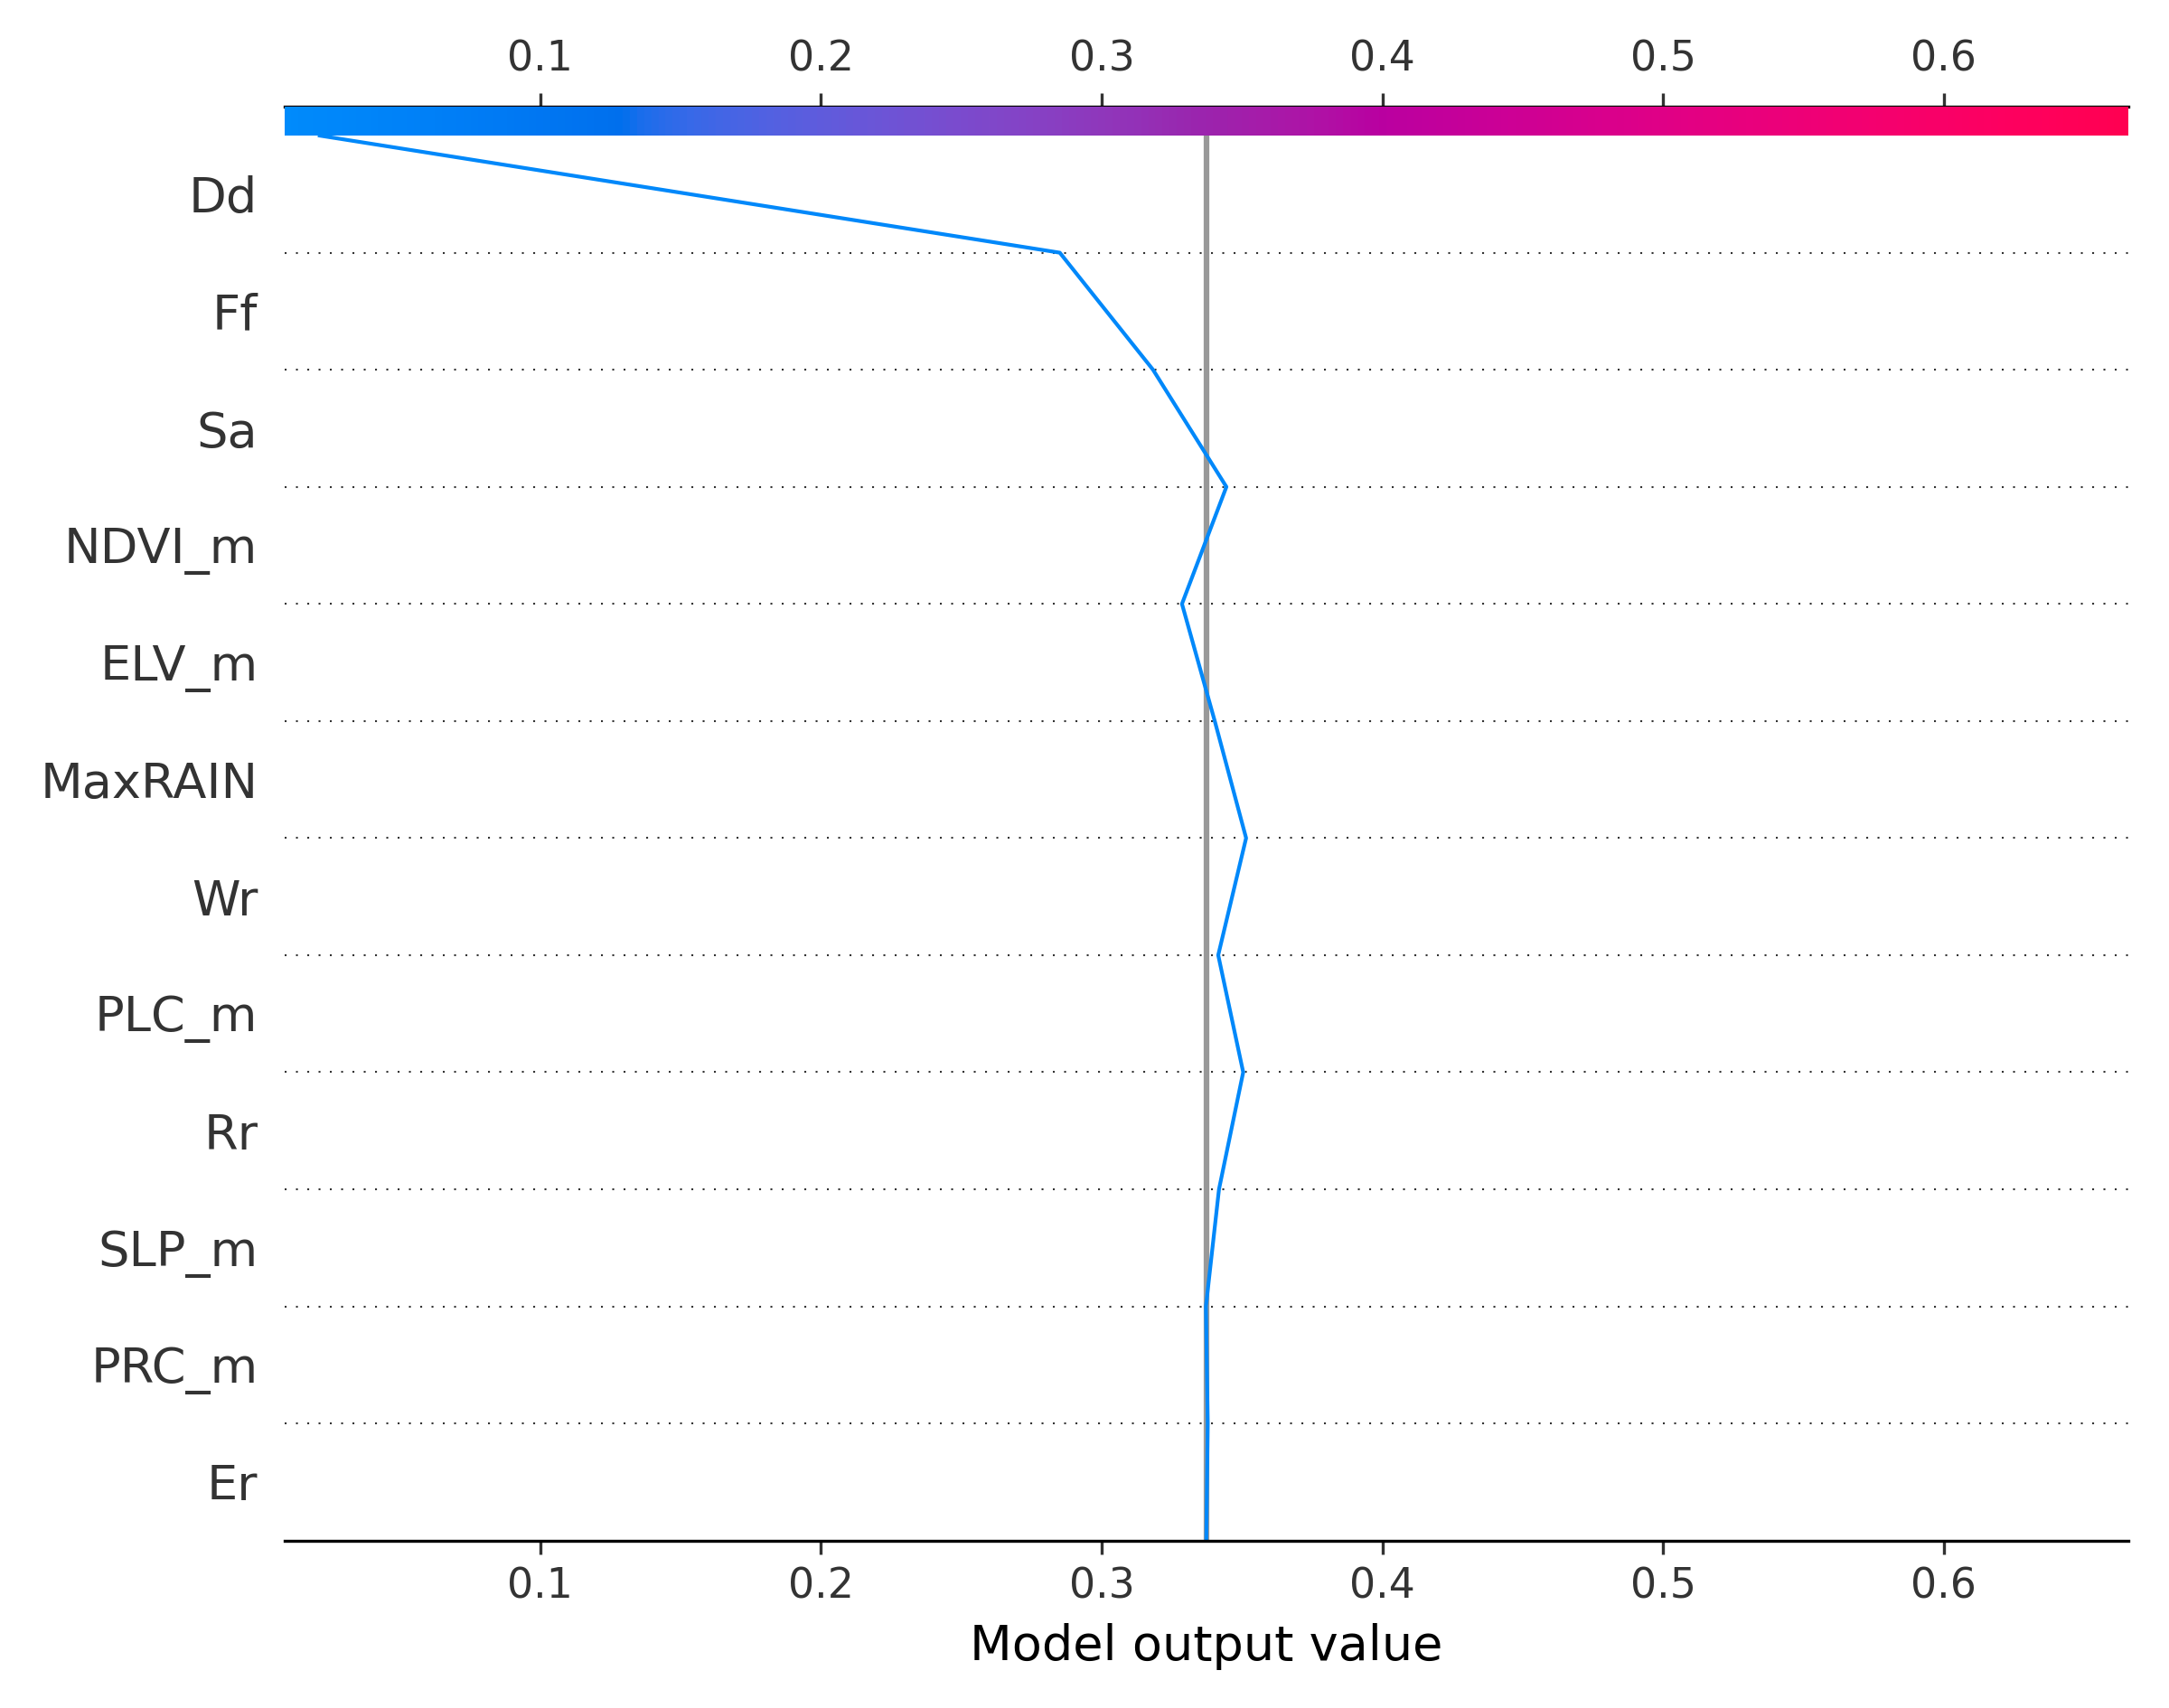 0.1 0.2 0.3 0.4 0.5 0.6
Dd
Ff
Sa
NDVI_m
ELV_m
MaxRAIN
Wr
PLC_m
Rr
SLP_m
PRC_m
Er
0.1 0.2 0.3 0.4 0.5 0.6
Model output value